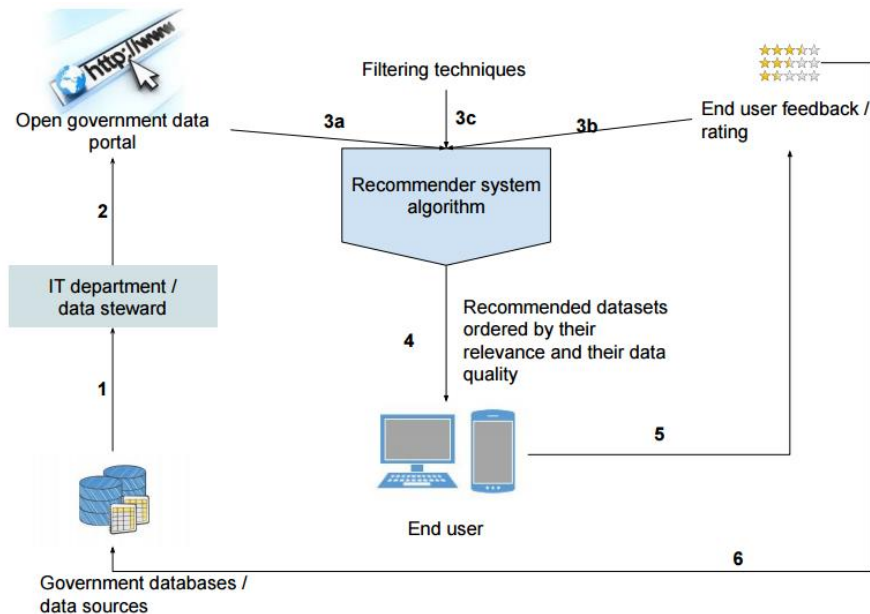 http://www
Open government data
portal
Filtering techniques
End user feedback /
rating
3a
3c
3b
Recommender system
algorithm
2
IT department /
data steward
4
Recommended datasets
ordered by their
relevance and their data
quality
1
5
End user
6
Government databases /
data sources